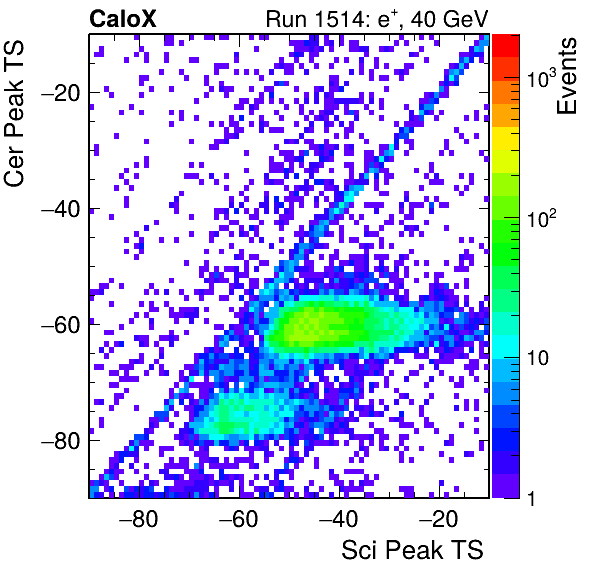 CaloX
Run 1514: e⁺, 40 GeV
Cer Peak TS
−20
−40
−60
−80
−80
−60
−40
−20
Sci Peak TS
Events
10³
10²
10
1